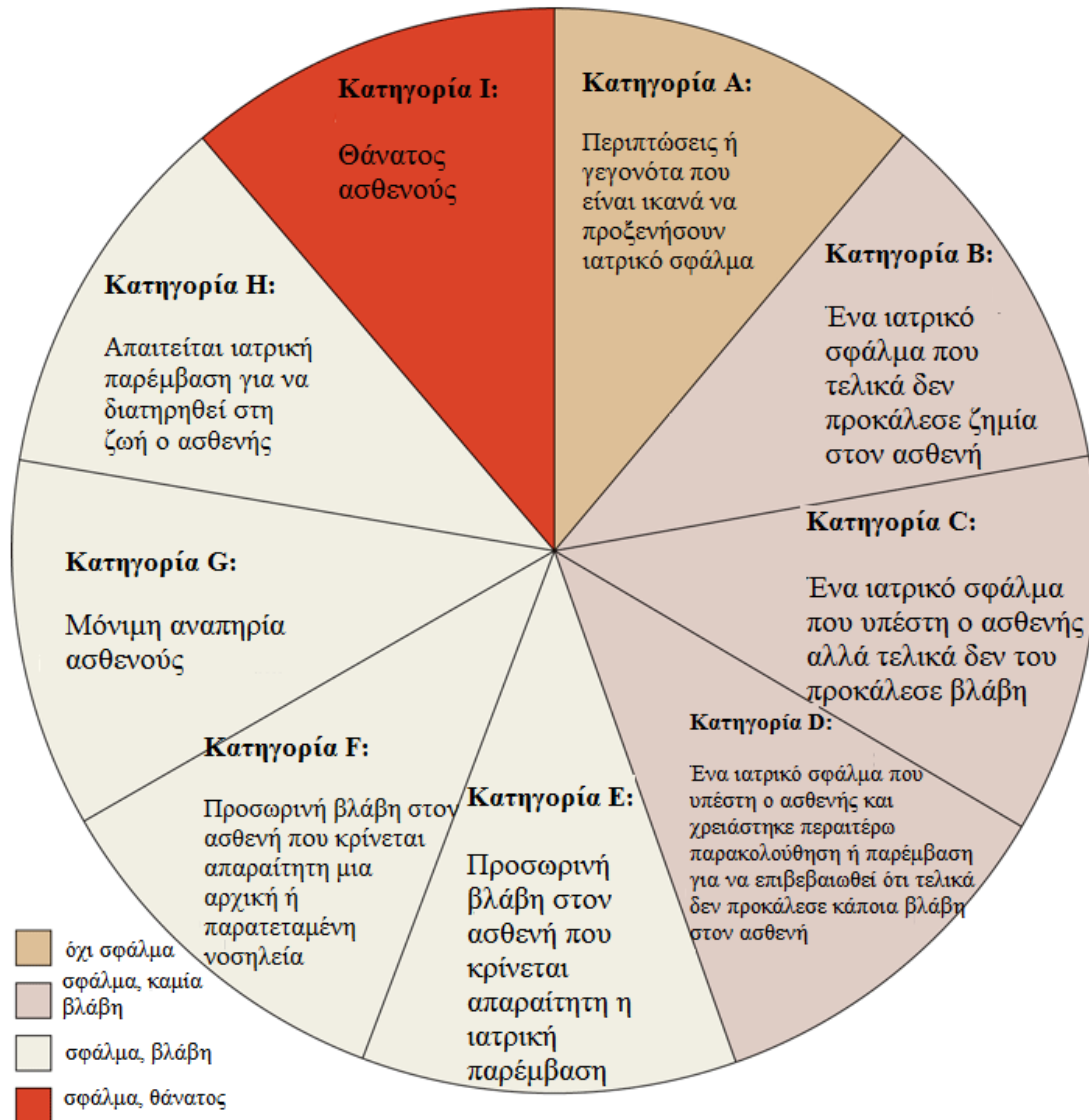 Κατηγορία Α:
Περιπτώσεις ή
γεγονότα που
είναι ικανά να
προξενήσουν
ιατρικό σφάλμα
Κατηγορία Β:
Ένα ιατρικό
σφάλμα που
τελικά δεν
προκάλεσε ζημία
στον ασθενή
Κατηγορία C:
Ένα ιατρικό σφάλμα
που υπέστη ο ασθενής
αλλά τελικά δεν του
προκάλεσε βλάβη
Κατηγορία D:
Ένα ιατρικό σφάλμα που
υπέστη ο ασθενής και
χρειάστηκε περαιτέρω
παρακολούθηση ή παρέμβαση
για να επιβεβαιωθεί ότι τελικά
δεν προκάλεσε κάποια βλάβη
στον ασθενή
Κατηγορία Ε:
Προσωρινή
βλάβη στον
ασθενή που
κρίνεται
απαραίτητη η
ιατρική
παρέμβαση
Κατηγορία F:
Προσωρινή βλάβη στον
ασθενή που κρίνεται
απαραίτητη μια
αρχική ή
παρατεταμένη
νοσηλεία
Κατηγορία G:
Μόνιμη αναπηρία
ασθενούς
Κατηγορία Η:
Απαιτείται ιατρική
παρέμβαση για να
διατηρηθεί στη
ζωή ο ασθενής
Κατηγορία Ι:
Θάνατος
ασθενούς
όχι σφάλμα
σφάλμα, καμία
βλάβη
σφάλμα, βλάβη
σφάλμα, θάνατος